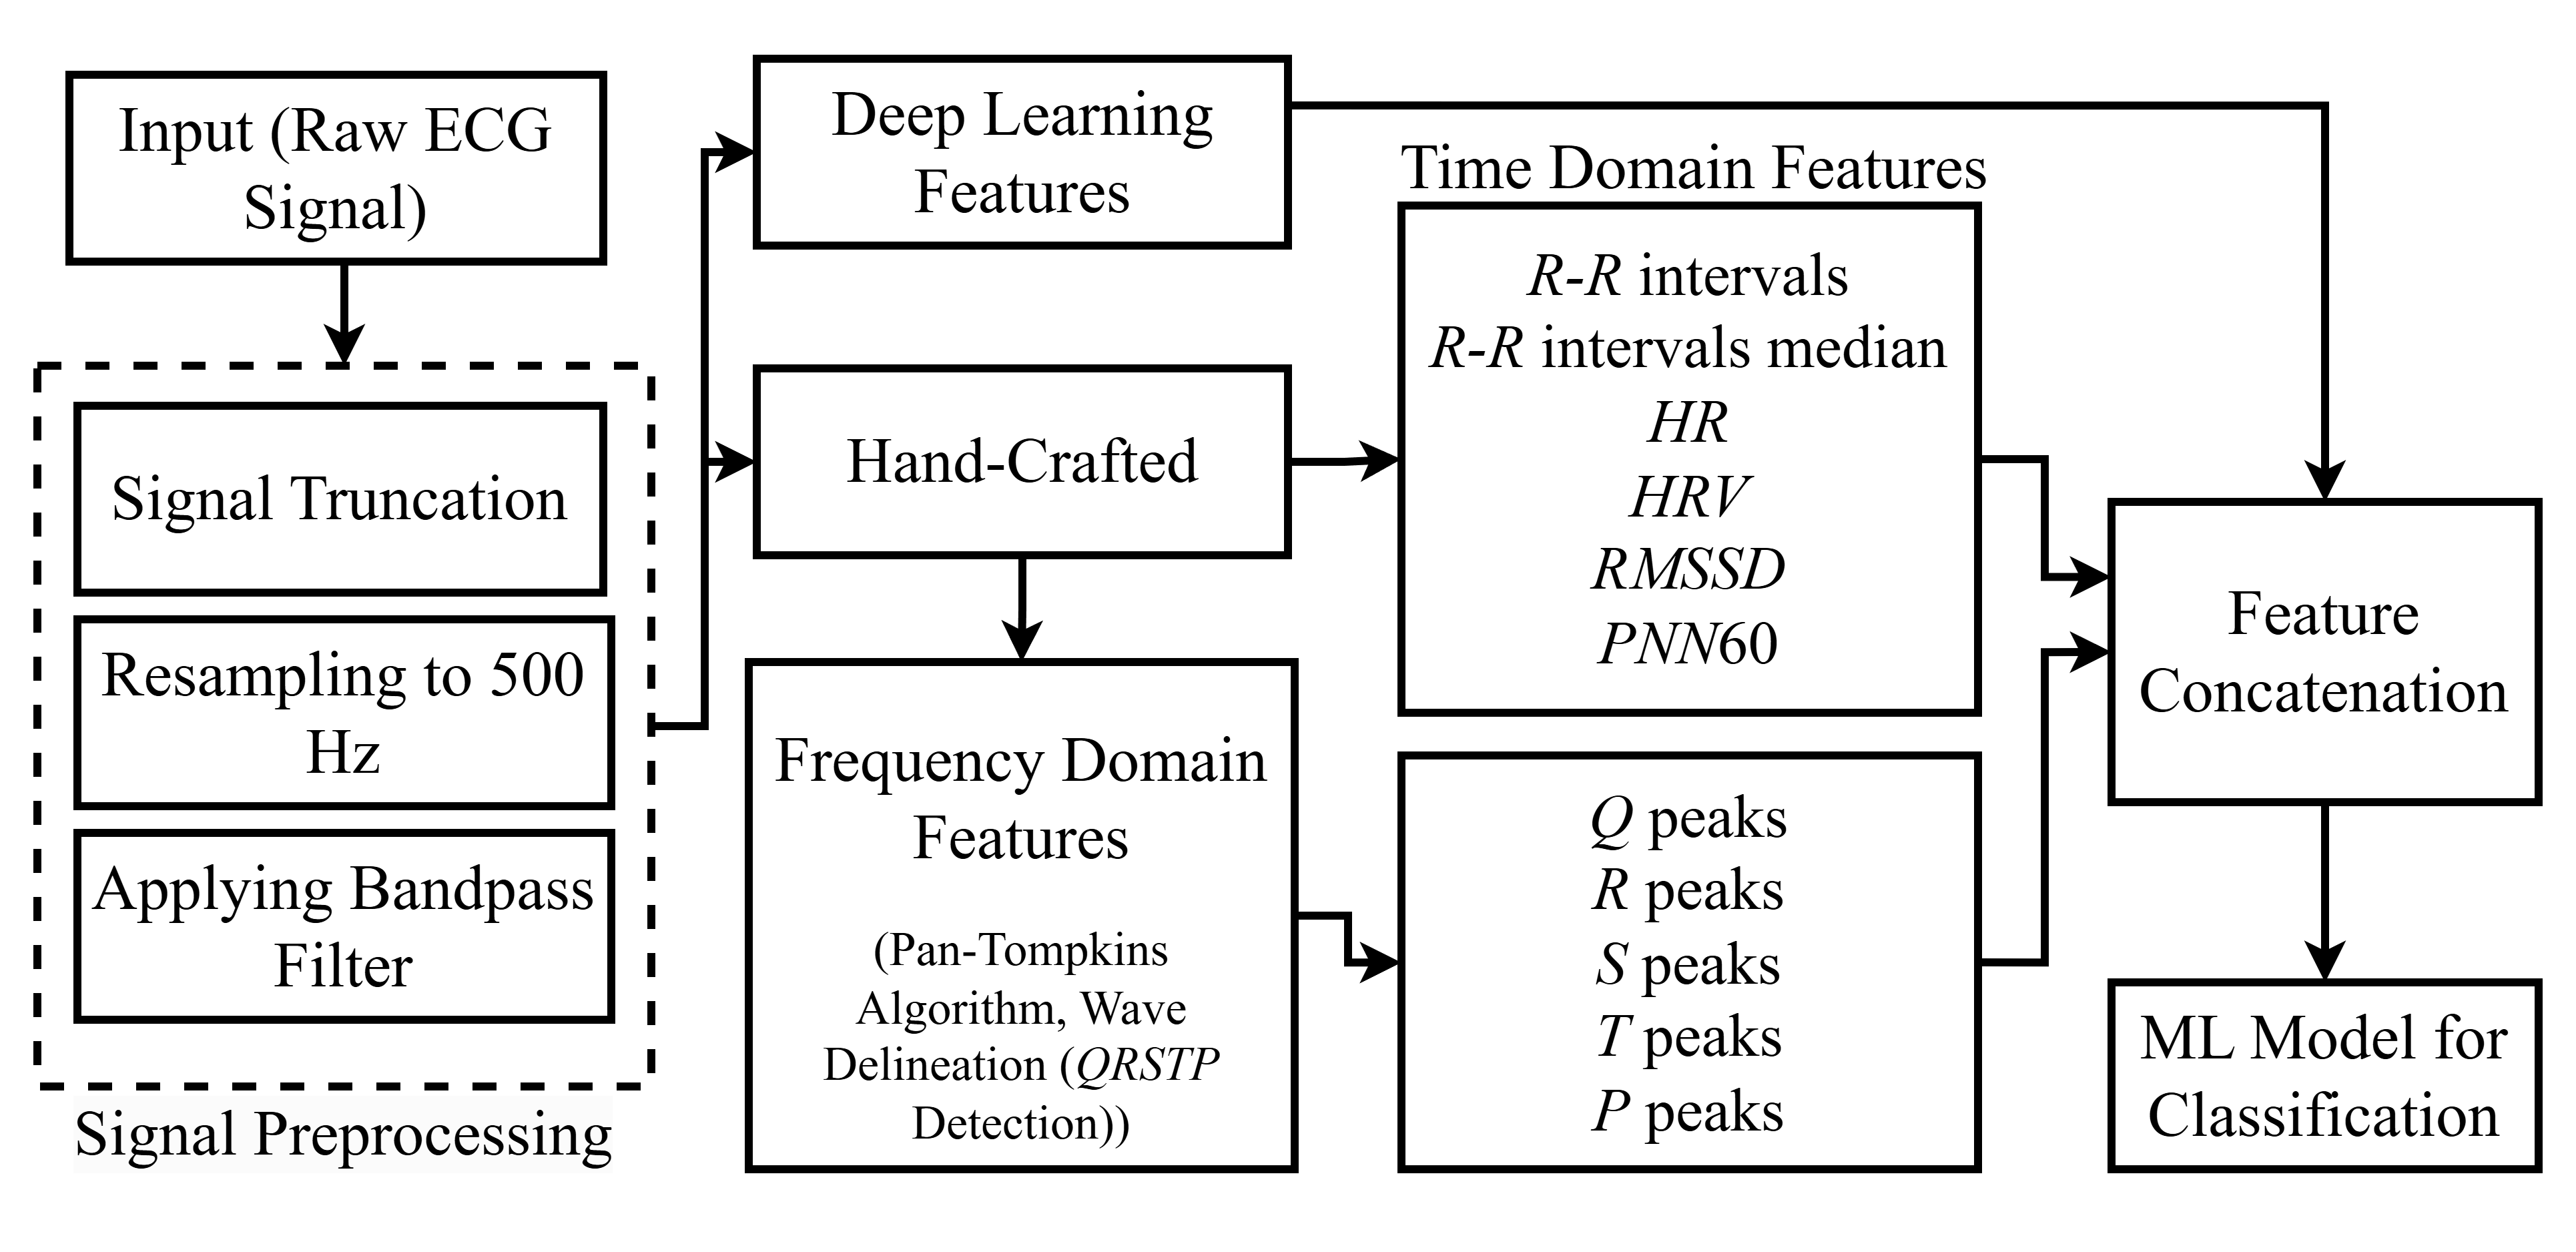 Input (Raw ECG
Signal)
Signal Truncation
Resampling to 500
Hz
Applying Bandpass
Filter
Signal Preprocessing
Deep Learning
Features
Hand-Crafted
Frequency Domain
Features
(Pan-Tompkins
Algorithm, Wave
Delineation (QRSTP
Detection))
Time Domain Features
R-R intervals
R-R intervals median
HR
HRV
RMSSD
PNN60
Q peaks
R peaks
S peaks
T peaks
P peaks
Feature
Concatenation
ML Model for
Classification